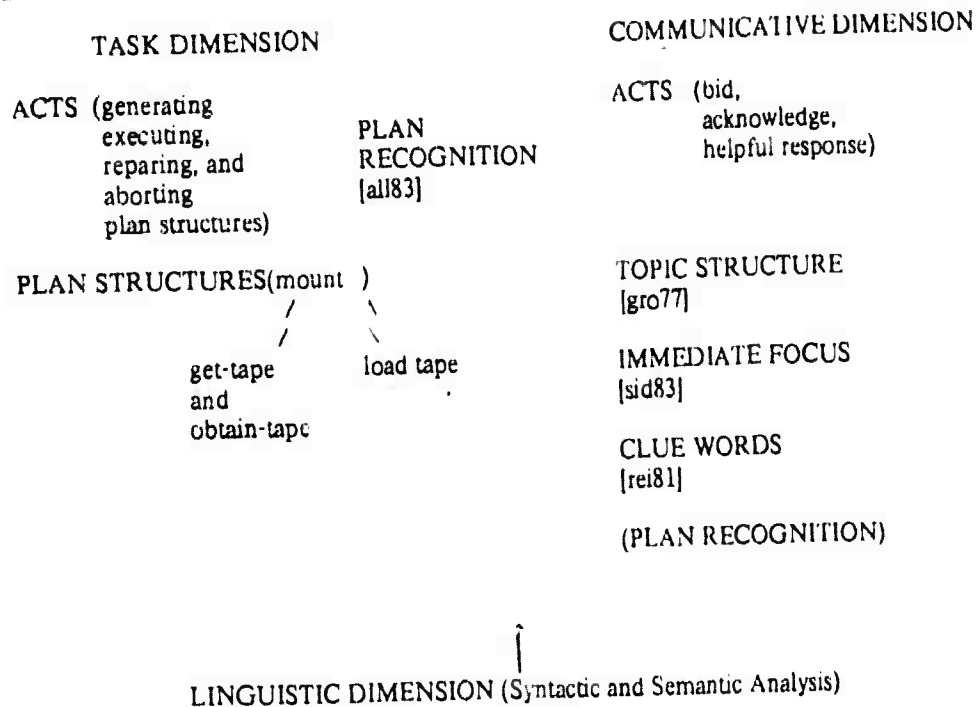 TASK DIMENSION
ACTS (generating
executing,
reparing, and
aborting
plan structures)
PLAN
RECOGNITION
[all83]
PLAN STRUCTURES(mount )
/ \
/ \
get-tape
and
obtain-tape
load tape
COMMUNICATIVE DIMENSION
ACTS (bid,
acknowledge,
helpful response)
TOPIC STRUCTURE
[gro77]
IMMEDIATE FOCUS
[sid83]
CLUE WORDS
[rei81]
(PLAN RECOGNITION)
LINGUISTIC DIMENSION (Syntactic and Semantic Analysis)